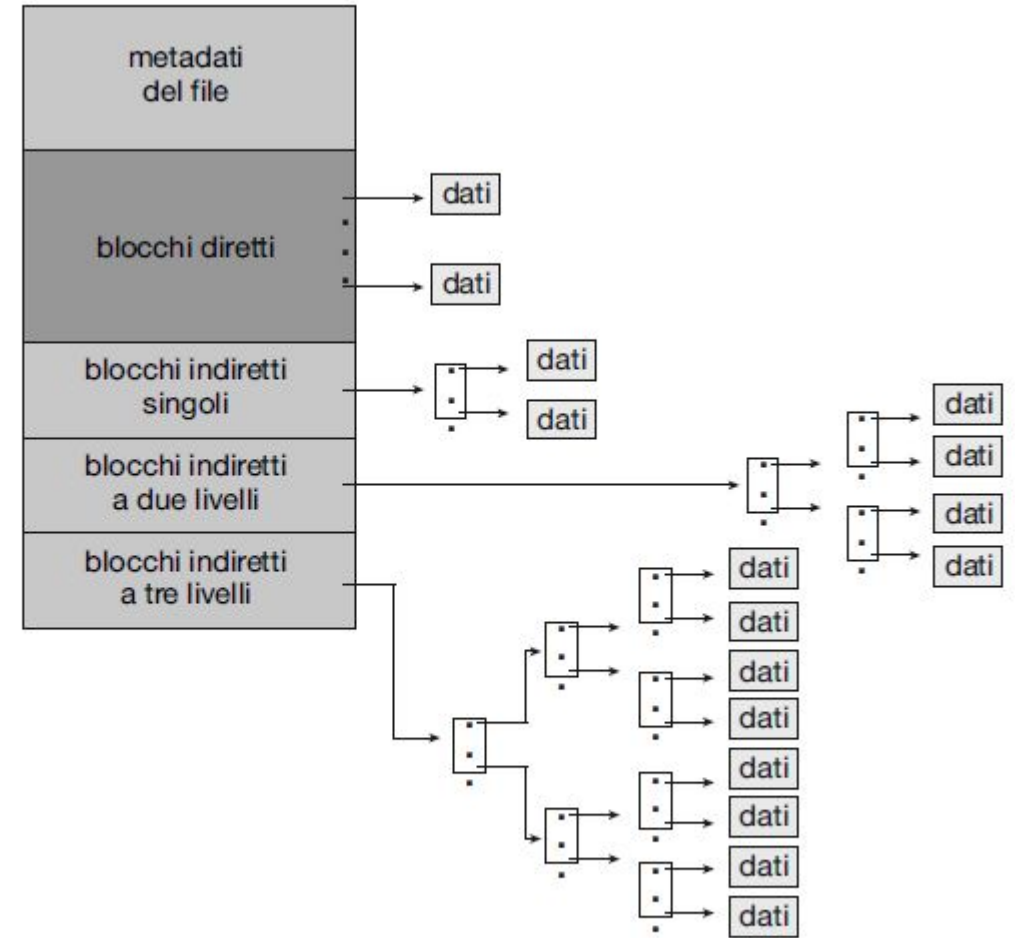 metadati
del file
blocchi diretti
dati
dati
blocchi indiretti
singoli
dati
dati
blocchi indiretti
a due livelli
dati
dati
dati
dati
blocchi indiretti
a tre livelli
dati
dati
dati
dati
dati
dati
dati
dati